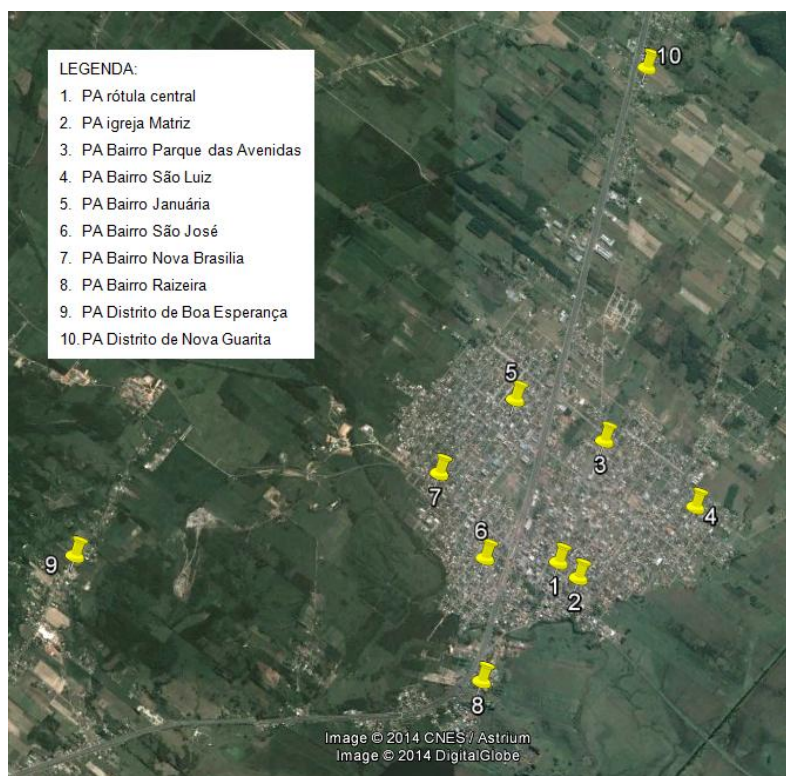 LEGENDA:
1. PA rótula central
2. PA igreja Matriz
3. PA Bairro Parque das Avenidas
4. PA Bairro São Luiz
5. PA Bairro Januária
6. PA Bairro São José
7. PA Bairro Nova Brasilia
8. PA Bairro Raizeira
9. PA Distrito de Boa Esperança
10. PA Distrito de Nova Guarita
10
5
3
7
4
6
9
1
2
8
Image © 2014 CNES / Astrium
Image © 2014 DigitalGlobe